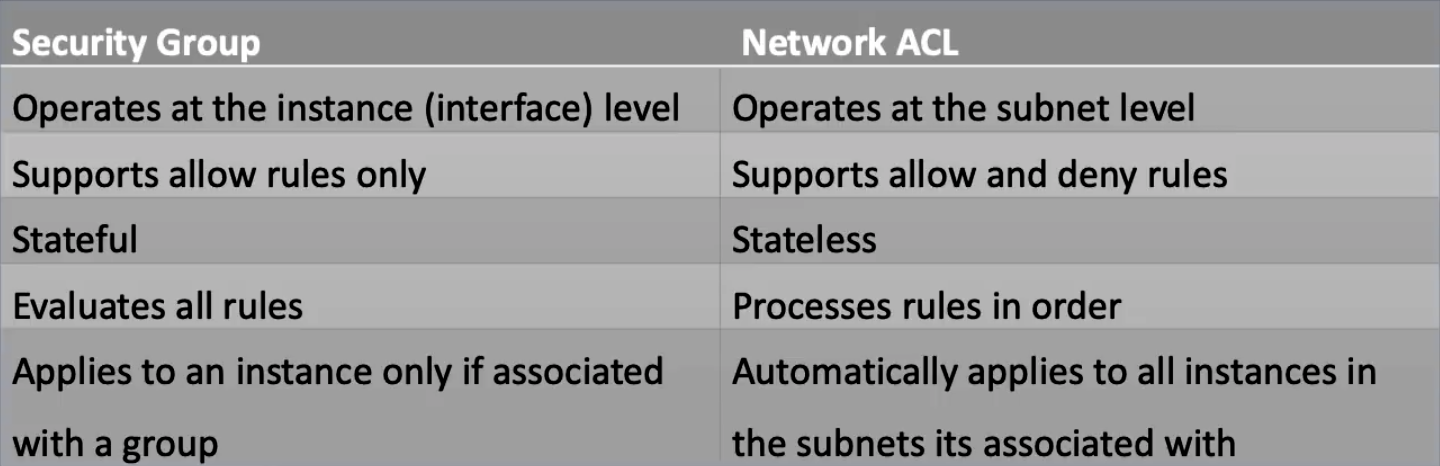 Security Group
Network ACL
Operates at the instance (interface) level
Operates at the subnet level
Supports allow rules only
Supports allow and deny rules
Stateful
Stateless
Evaluates all rules
Processes rules in order
Applies to an instance only if associated
with a group
Automatically applies to all instances in
the subnets its associated with